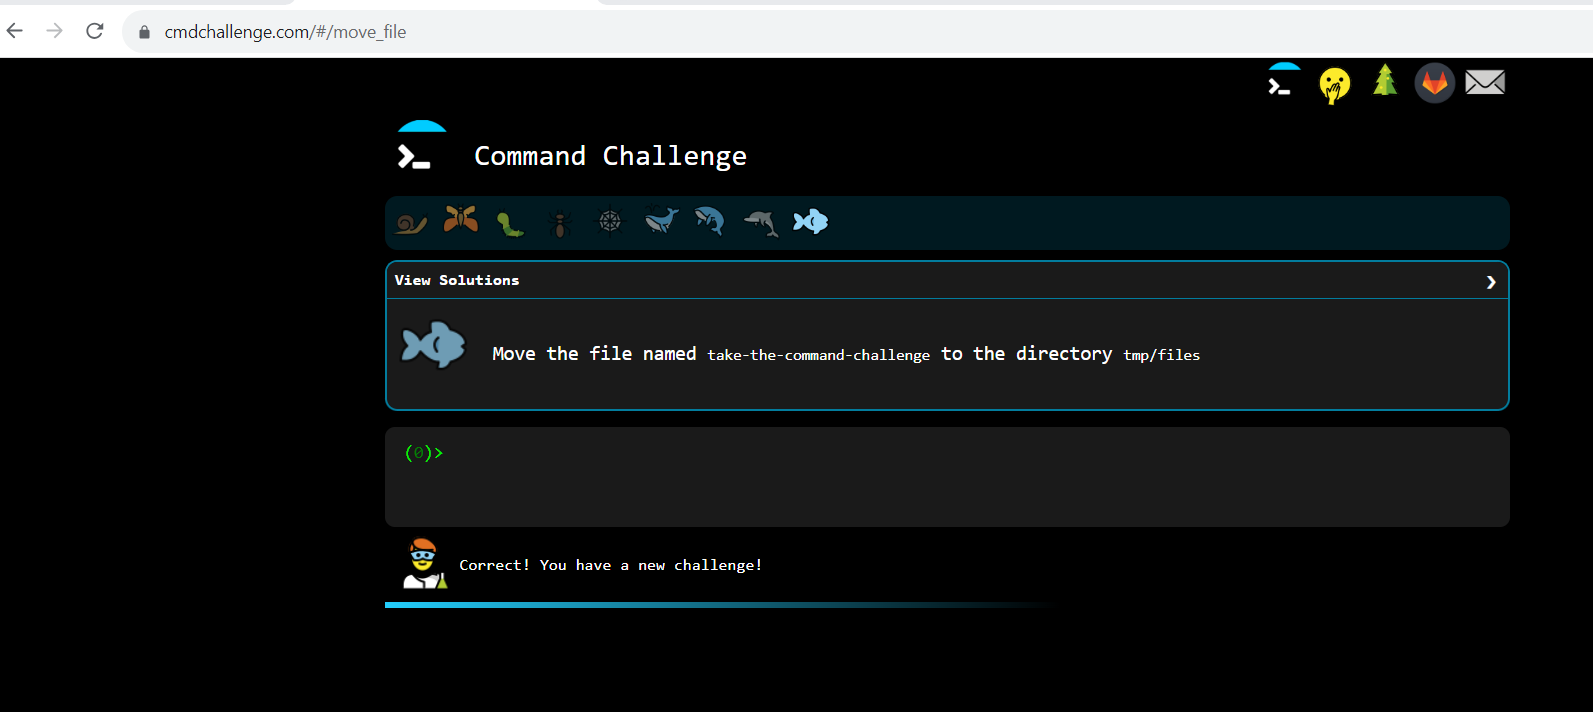 cmdchallenge.com/#/move_file
Command Challenge
View Solutions
Move the file named take-the-command-challenge to the directory tmp/files
(0)>
Correct! You have a new challenge!